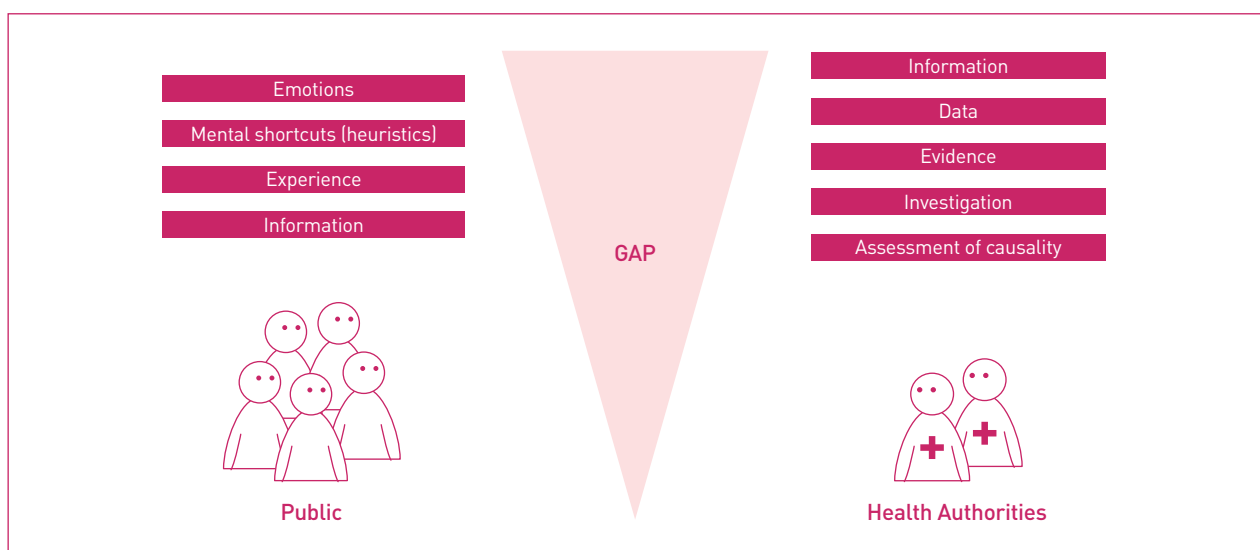 Emotions
Mental shortcuts (heuristics)
Experience
Information
Public
GAP
Information
Data
Evidence
Investigation
Assessment of causality
Health Authorities